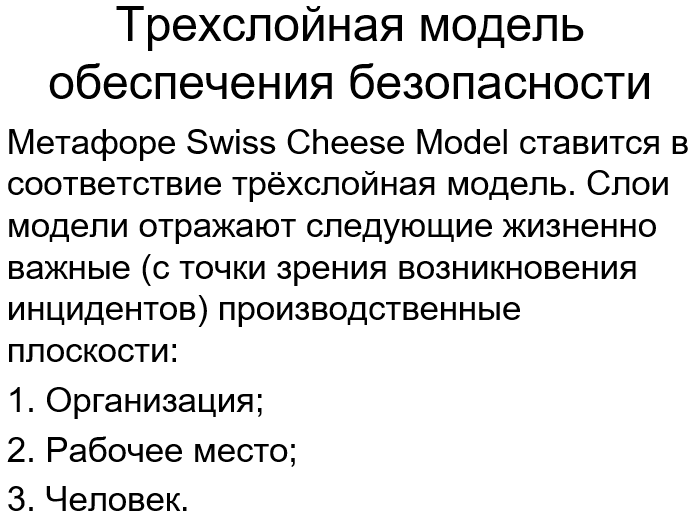 Трехслойная модель
обеспечения безопасности
Метафоре Swiss Cheese Model ставится в
соответствие трёхслойная модель. Слои
модели отражают следующие жизненно
важные (с точки зрения возникновения
инцидентов) производственные
плоскости:
1. Организация;
2. Рабочее место;
3. Человек.